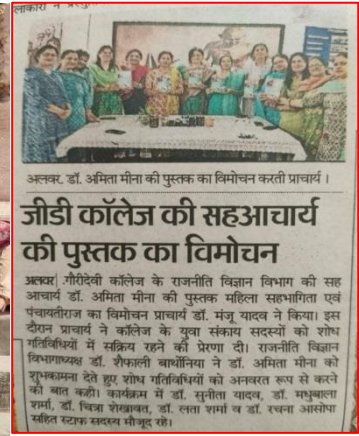 अलवर. डॉ. अमिता मीना की पुस्तक का विमोचन करती प्राचार्य।
जीडी कॉलेज की सहआचार्य
की पुस्तक का विमोचन
अलवर| गौरीदेवी कॉलेज के राजनीति विज्ञान विभाग की सह
आचार्य डॉ. अमिता मीना की पुस्तक महिला सहभागिता एवं
पंचायतीराज का विमोचन प्राचार्य डॉ. मंजू यादव ने किया। इस
दौरान प्राचार्य ने कॉलेज के युवा संकाय सदस्यों को शोध
गतिविधियों में सक्रिय रहने की प्रेरणा दी। राजनीति विज्ञान
विभागाध्यक्ष डॉ. शैफाली बार्थोनिया ने डॉ. अमिता मीना को
शुभकामना देते हुए शोध गतिविधियों को अनवरत रूप से करने
की बात कही। कार्यक्रम में डॉ. सुनीता यादव, डॉ. मधुबाला
शर्मा, डॉ. चित्रा शेखावत, डॉ. लता शर्मा व डॉ. रचना आसोपा
सहित स्टाफ सदस्य मौजूद रहे।